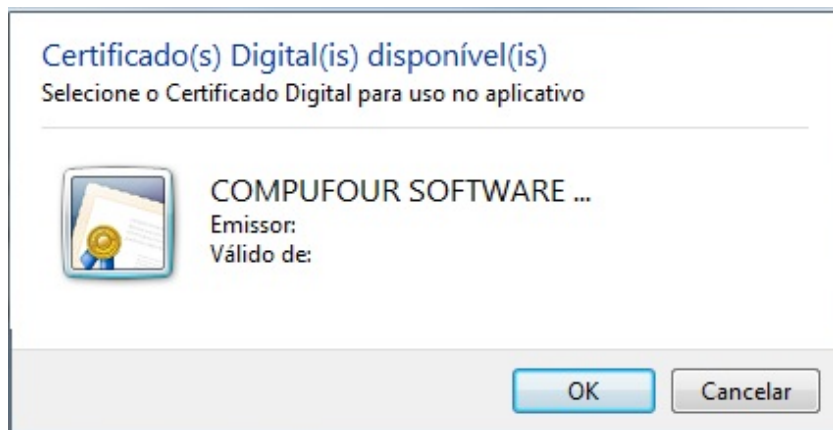 Certificado(s) Digital(is) disponível(is)
Selecione o Certificado Digital para uso no aplicativo
COMPUFOUR SOFTWARE ...
Emissor:
Válido de:
OK
Cancelar